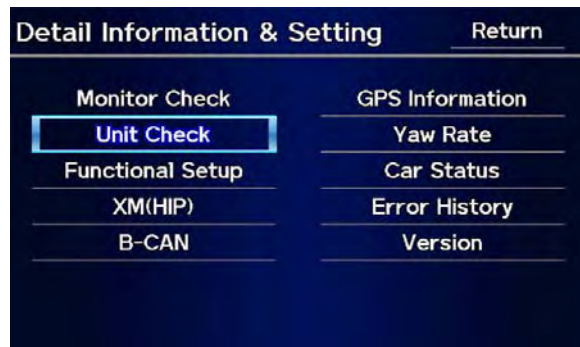 Detail Information & Setting
Return
Monitor Check
GPS Information
Unit Check
Yaw Rate
Functional Setup
Car Status
XM(HIP)
Error History
B-CAN
Version